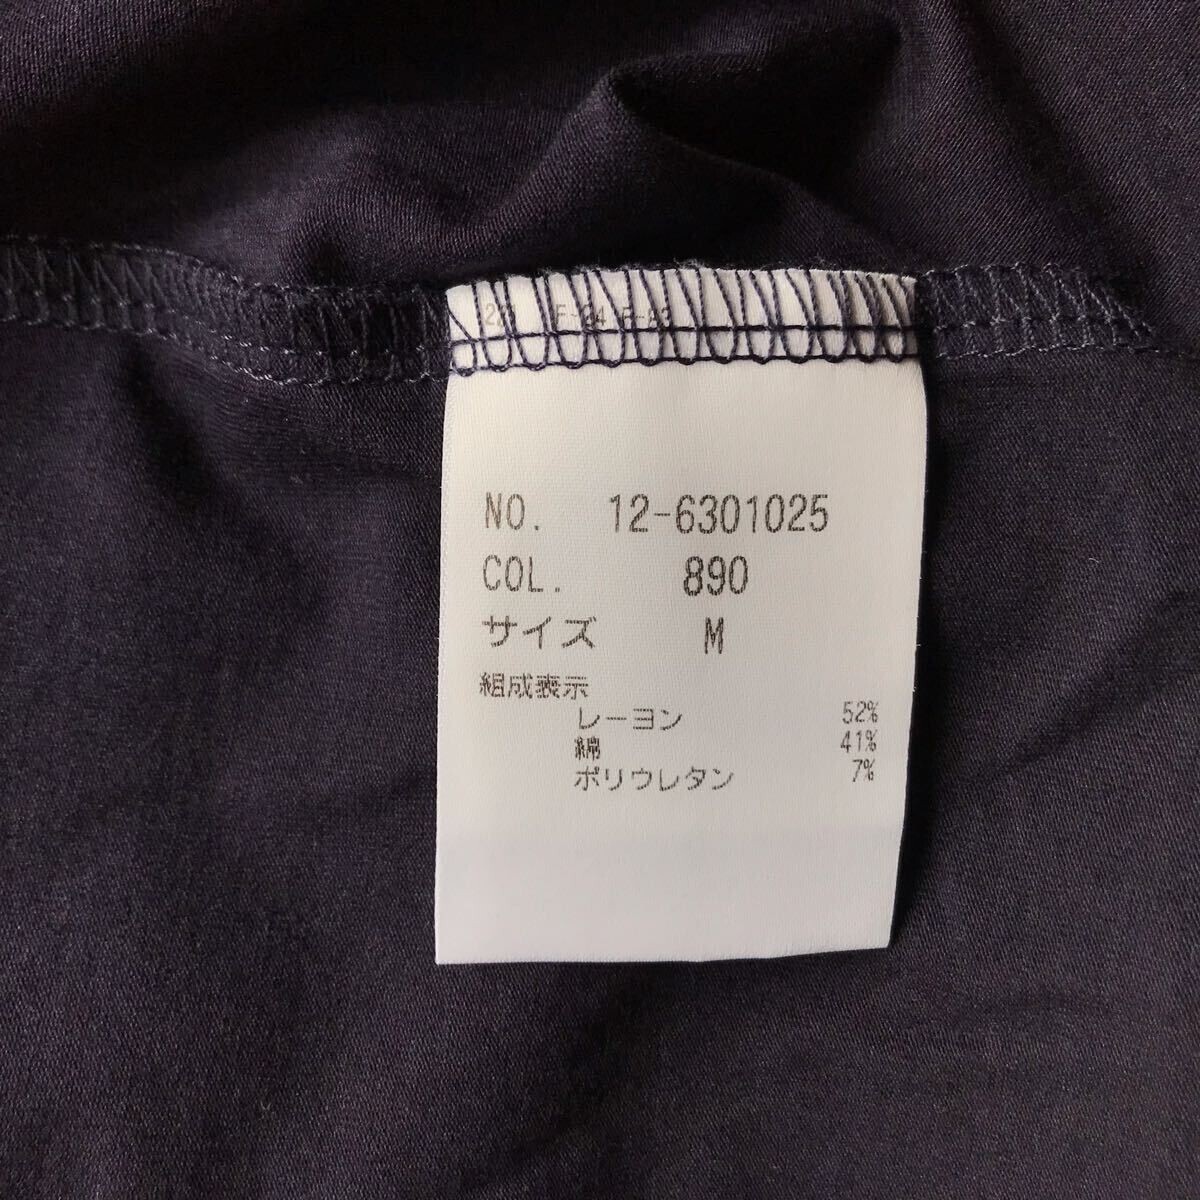 NO. 12-6301025
COL. 890
サイズ M
組成表示
レーヨン 52%
綿 41%
ポリウレタン 7%